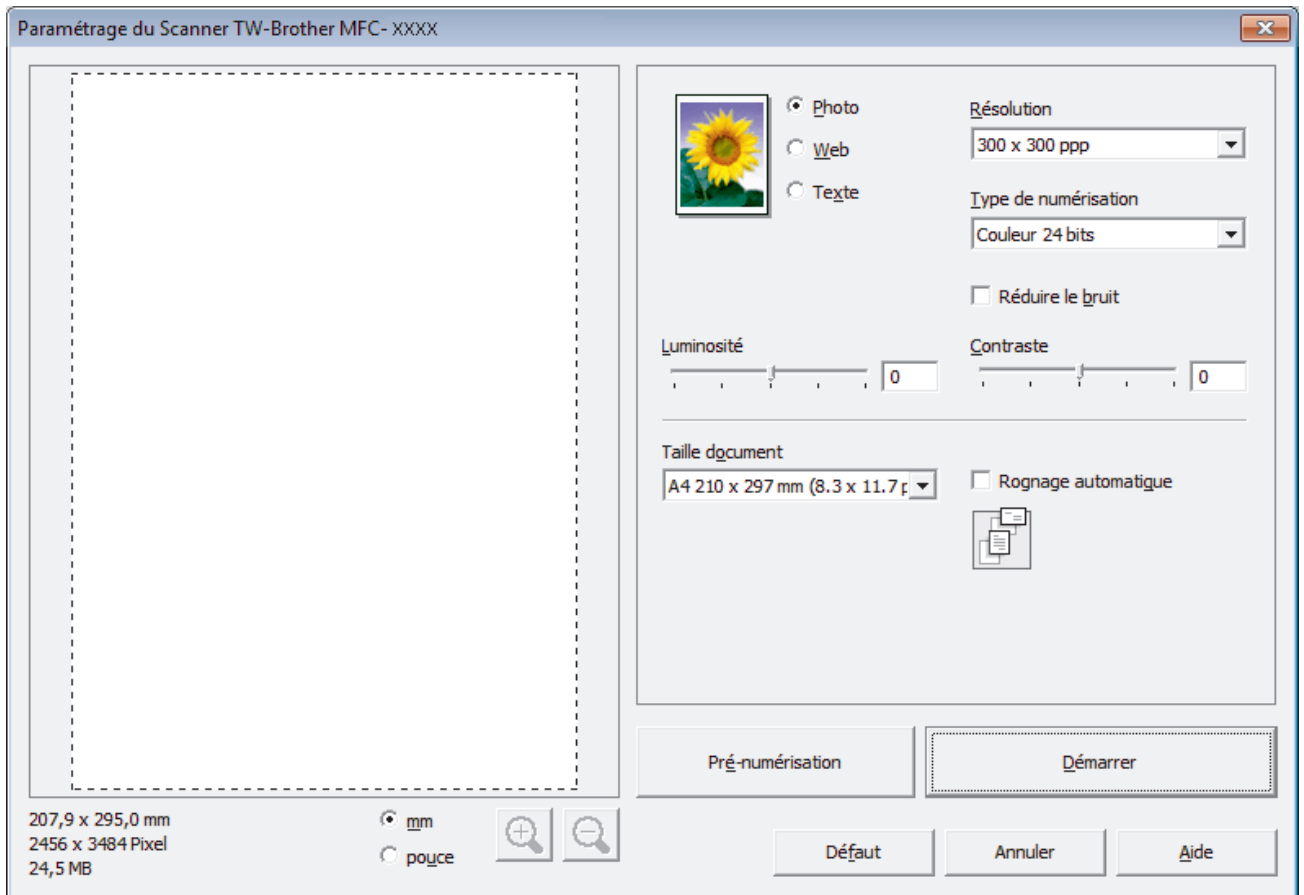 Paramétrage du Scanner TW-Brother MFC- XXXX
Photo
Web
Texte
Résolution
300 x 300 ppp
Type de numérisation
Couleur 24 bits
Réduire le bruit
Luminosité
0
Contraste
0
Taille document
A4 210 x 297 mm (8.3 x 11.7 p
Rognage automatique
Pré-numérisation
Démarrer
207,9 x 295,0 mm
2456 x 3484 Pixel
24,5 MB
mm
pouce
Défaut
Annuler
Aide